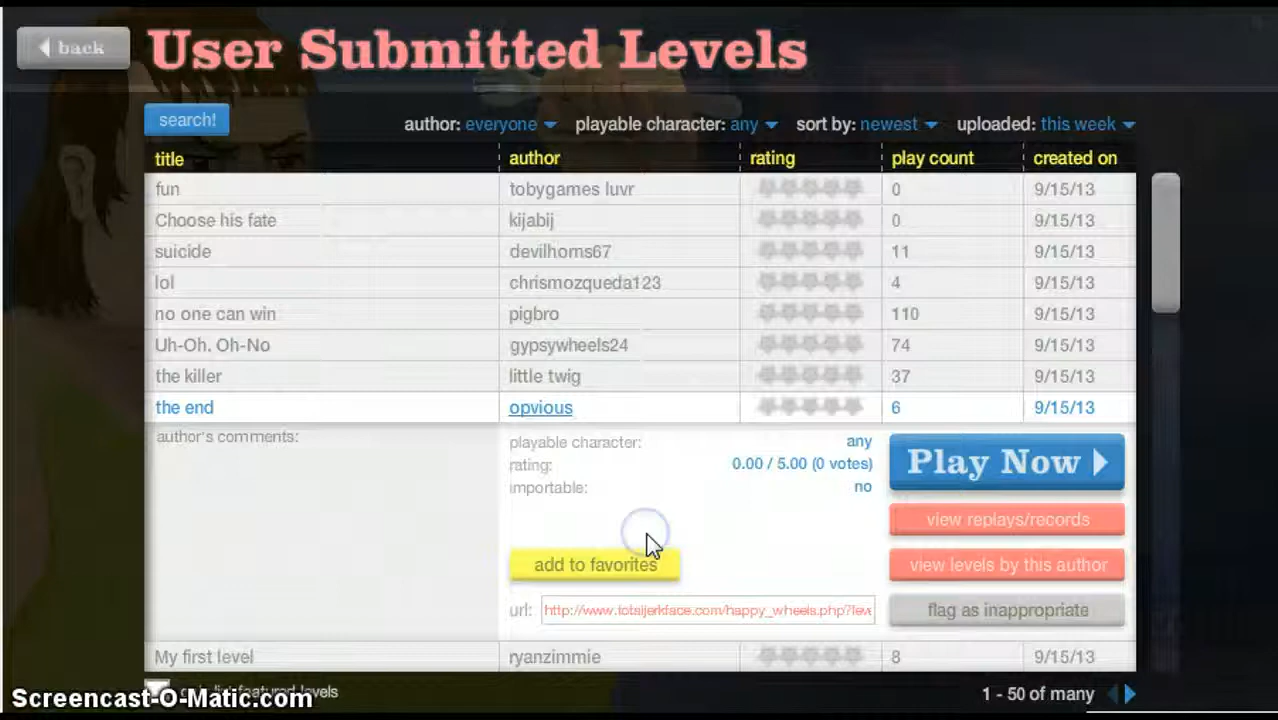 back
User Submitted Levels
search!
author: everyone playable character: any sort by: newest uploaded: this week
title author rating play count created on
fun tobygames luvr 0 9/15/13
Choose his fate kijabij 0 9/15/13
suicide devilhorns67 11 9/15/13
lol chrismozqueda123 4 9/15/13
no one can win pigbro 110 9/15/13
Uh-Oh. Oh-No gypsywheels24 74 9/15/13
the killer little twig 37 9/15/13
the end opvious 6 9/15/13
author's comments:
playable character: any
rating: 0.00 / 5.00 (0 votes)
importable: no
Play Now
view replays/records
add to favorites
view levels by this author
url: http://www.totaljerkface.com/happy_wheels.php?leve
flag as inappropriate
My first level ryanzimmie 8 9/15/13
featured levels
Screencast-O-Matic.com
1 - 50 of many